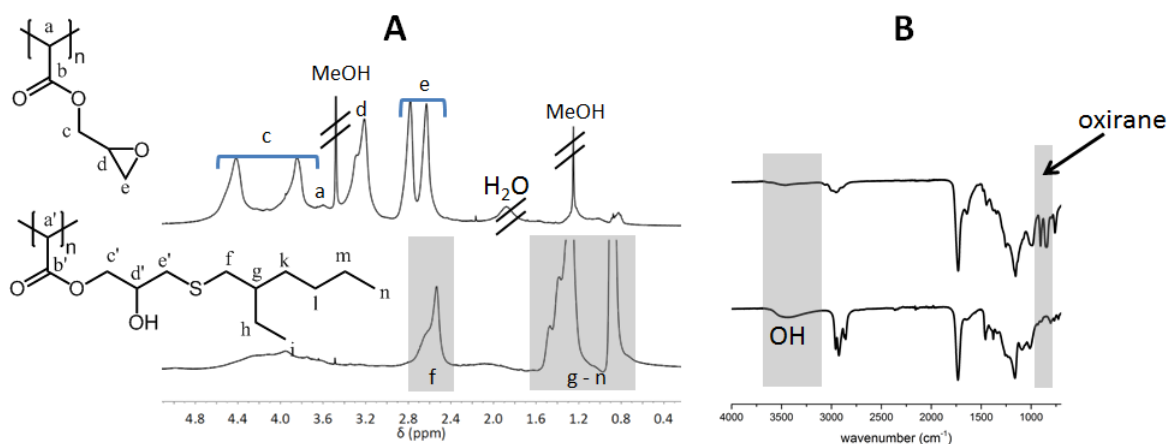 A
B
a
n
b
O
O
c
d
O
e
c
a
MeOH
d
e
H₂O
MeOH
oxirane
a'
n
b'
O
O
c'
d'
e'
OH
S
f
g
h
i
k
l
m
n
f
g - n
OH
4.8
4.4
4.0
3.6
3.2
2.8
2.4
2.0
1.6
1.2
0.8
0.4
δ (ppm)
4000
3500
3000
2500
2000
1500
1000
wavenumber (cm⁻¹)